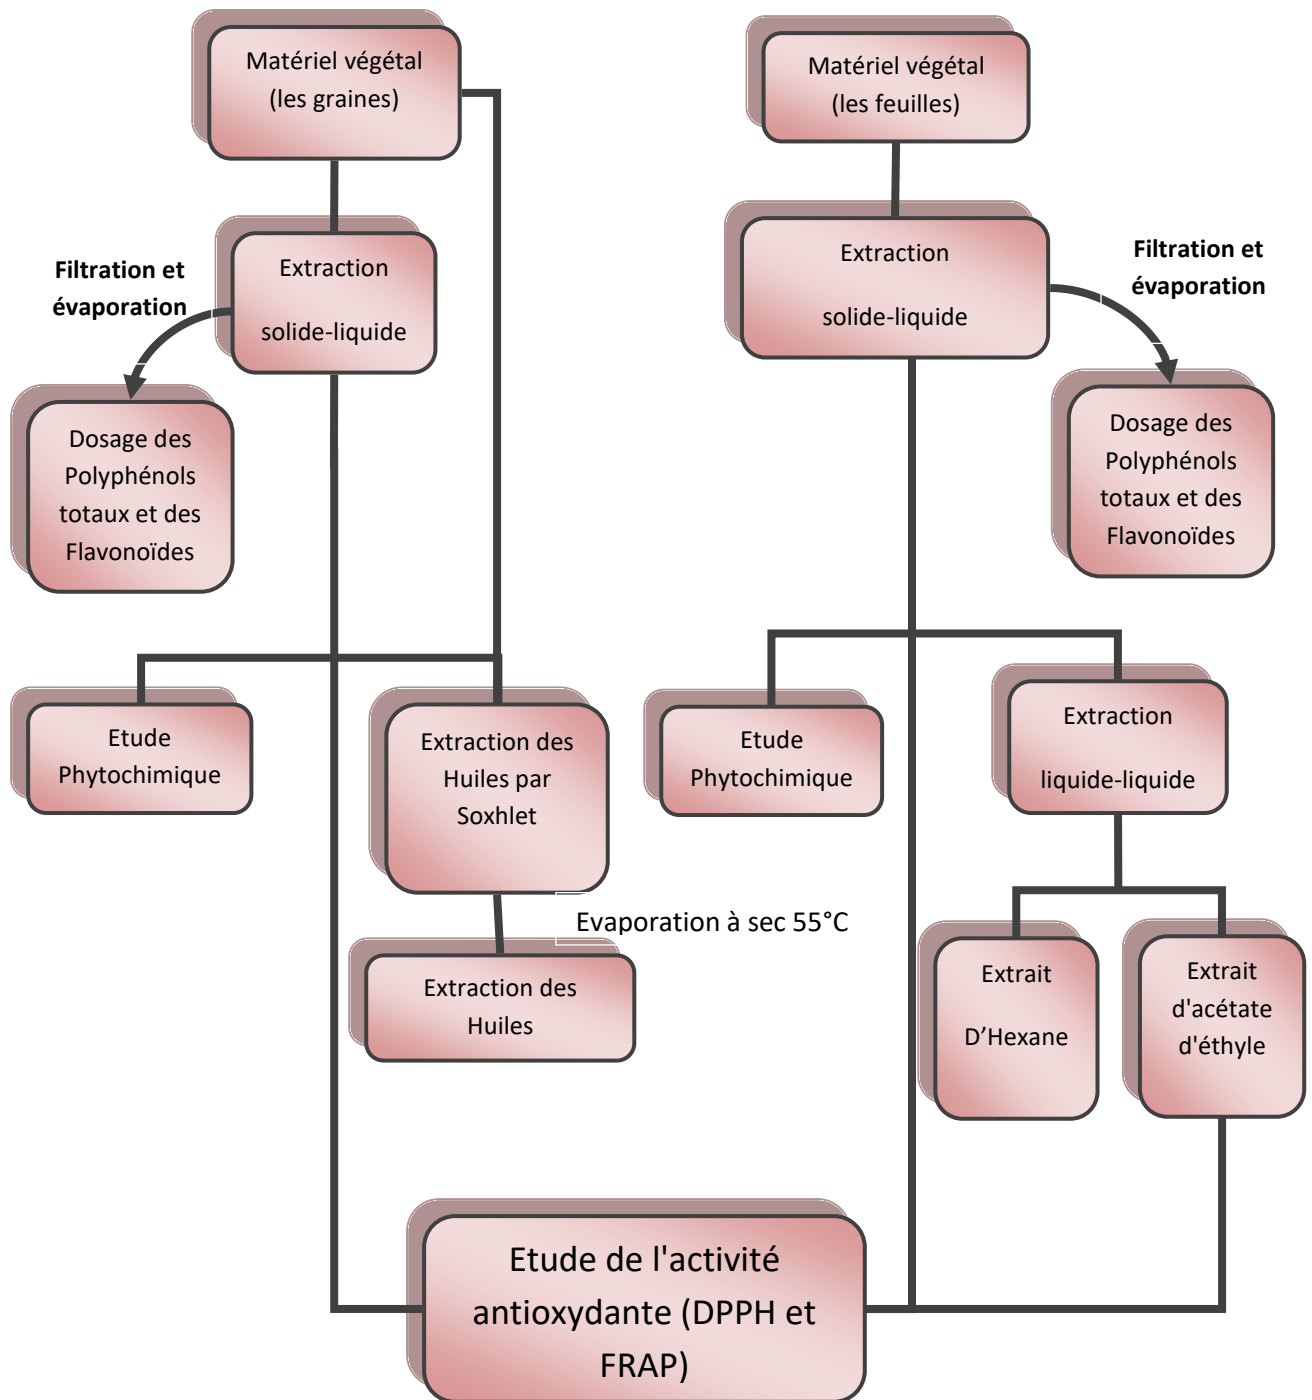 Matériel végétal
(les graines)
Matériel végétal
(les feuilles)
Extraction
solide-liquide
Filtration et
évaporation
Extraction
solide-liquide
Filtration et
évaporation
Dosage des
Polyphénols
totaux et des
Flavonoïdes
Dosage des
Polyphénols
totaux et des
Flavonoïdes
Etude
Phytochimique
Extraction des
Huiles par
Soxhlet
Etude
Phytochimique
Extraction
liquide-liquide
Evaporation à sec 55°C
Extraction des
Huiles
Extrait
D’Hexane
Extrait
d'acétate
d'éthyle
Etude de l'activité
antioxydante (DPPH et
FRAP)